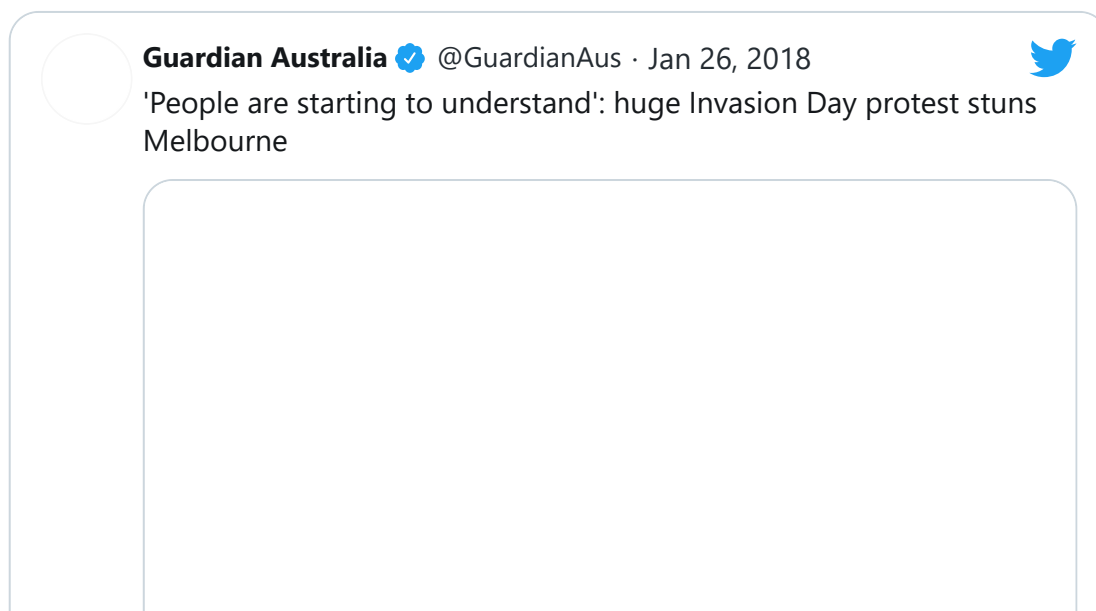 Guardian Australia @GuardianAus · Jan 26, 2018
'People are starting to understand': huge Invasion Day protest stuns
Melbourne